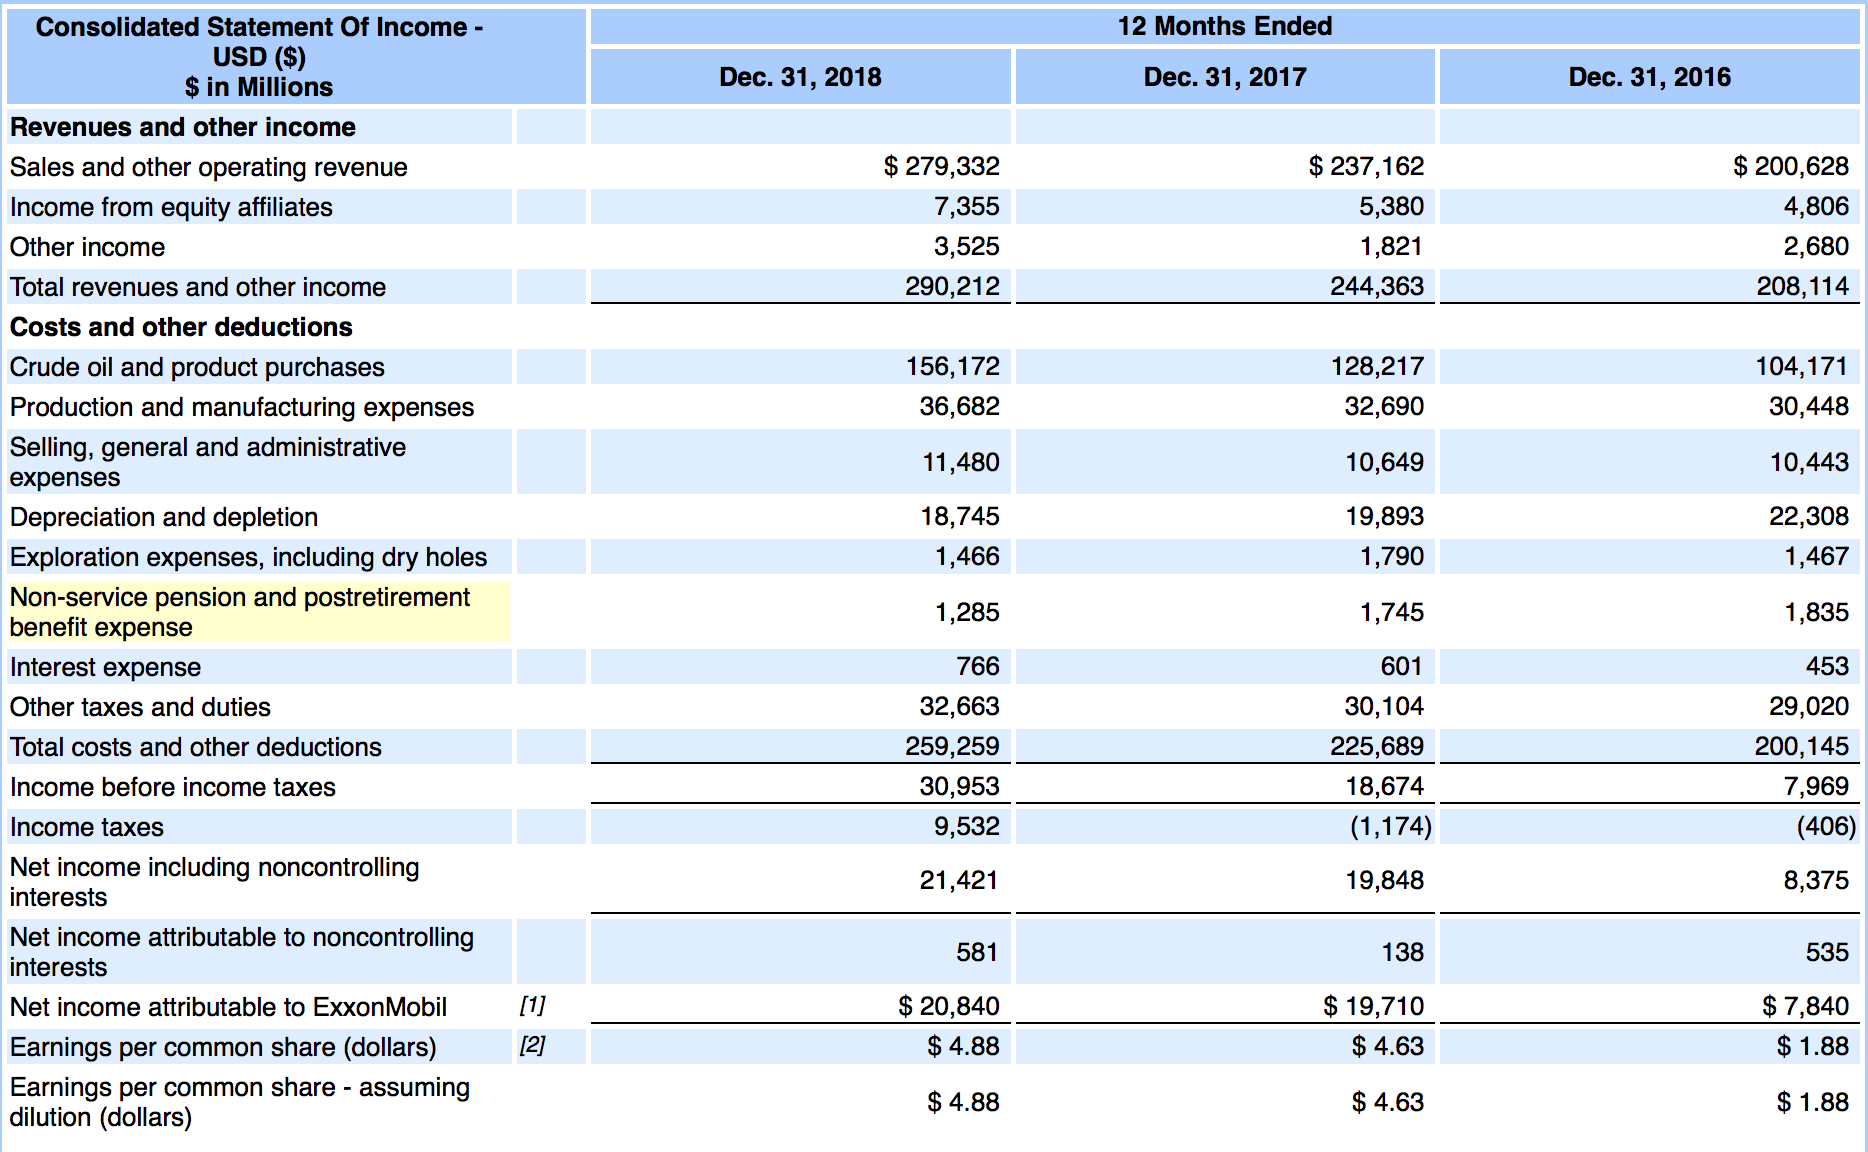 Consolidated Statement Of Income -
USD ($)
$ in Millions
12 Months Ended
Dec. 31, 2018 Dec. 31, 2017 Dec. 31, 2016
Revenues and other income
Sales and other operating revenue $ 279,332 $ 237,162 $ 200,628
Income from equity affiliates 7,355 5,380 4,806
Other income 3,525 1,821 2,680
Total revenues and other income 290,212 244,363 208,114
Costs and other deductions
Crude oil and product purchases 156,172 128,217 104,171
Production and manufacturing expenses 36,682 32,690 30,448
Selling, general and administrative
expenses 11,480 10,649 10,443
Depreciation and depletion 18,745 19,893 22,308
Exploration expenses, including dry holes 1,466 1,790 1,467
Non-service pension and postretirement
benefit expense 1,285 1,745 1,835
Interest expense 766 601 453
Other taxes and duties 32,663 30,104 29,020
Total costs and other deductions 259,259 225,689 200,145
Income before income taxes 30,953 18,674 7,969
Income taxes 9,532 (1,174) (406)
Net income including noncontrolling
interests 21,421 19,848 8,375
Net income attributable to noncontrolling
interests 581 138 535
Net income attributable to ExxonMobil [1] $ 20,840 $ 19,710 $ 7,840
Earnings per common share (dollars) [2] $ 4.88 $ 4.63 $ 1.88
Earnings per common share - assuming
dilution (dollars) $ 4.88 $ 4.63 $ 1.88